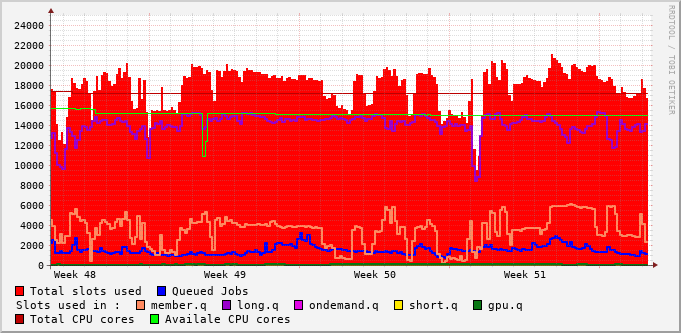 24000
22000
20000
18000
16000
14000
12000
10000
8000
6000
4000
2000
0
Week 48 Week 49 Week 50 Week 51
RRDTOOL / TOBI OETIKER
Total slots used Queued Jobs
Slots used in : member.q long.q ondemand.q short.q gpu.q
Total CPU cores Availale CPU cores